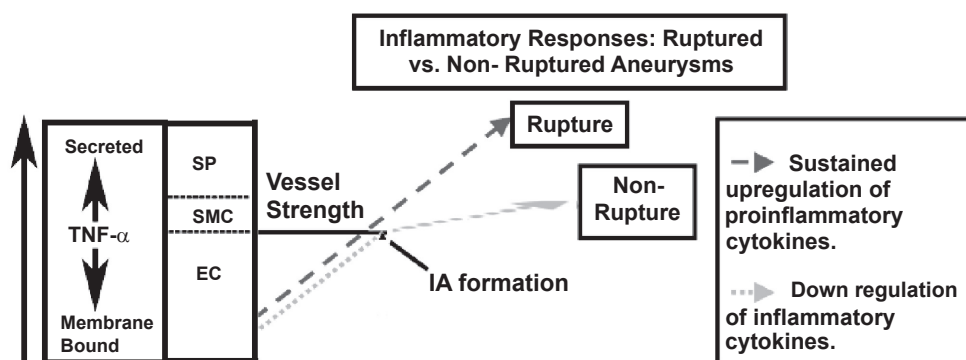 Inflammatory Responses: Ruptured
vs. Non- Ruptured Aneurysms
Rupture
Non-
Rupture
Secreted
TNF-α
Membrane
Bound
SP
SMC
EC
Vessel
Strength
IA formation
Sustained
upregulation of
proinflammatory
cytokines.
Down regulation
of inflammatory
cytokines.